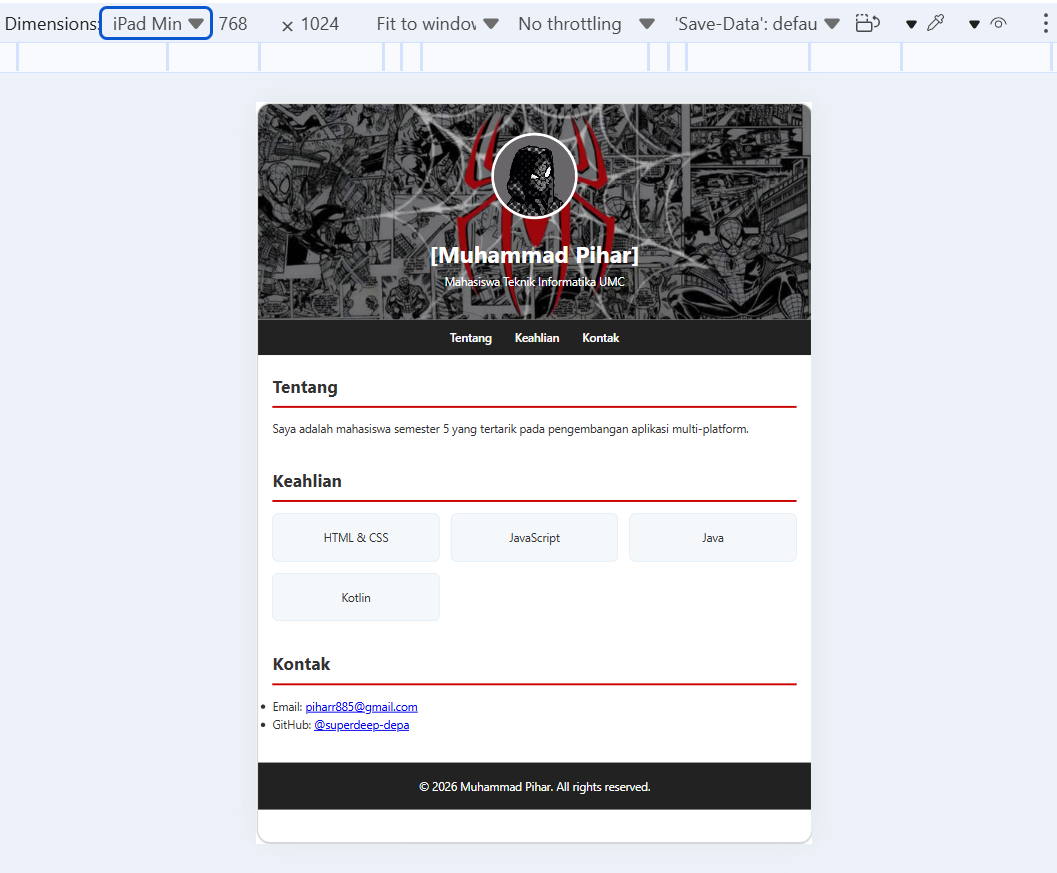 Dimensions: iPad Min 768 × 1024 Fit to window No throttling 'Save-Data': defau
[Muhammad Pihar]
Mahasiswa Teknik Informatika UMC
Tentang Keahlian Kontak
Tentang
Saya adalah mahasiswa semester 5 yang tertarik pada pengembangan aplikasi multi-platform.
Keahlian
HTML & CSS JavaScript Java
Kotlin
Kontak
• Email: piharr885@gmail.com
• GitHub: @superdeep-depa
© 2026 Muhammad Pihar. All rights reserved.